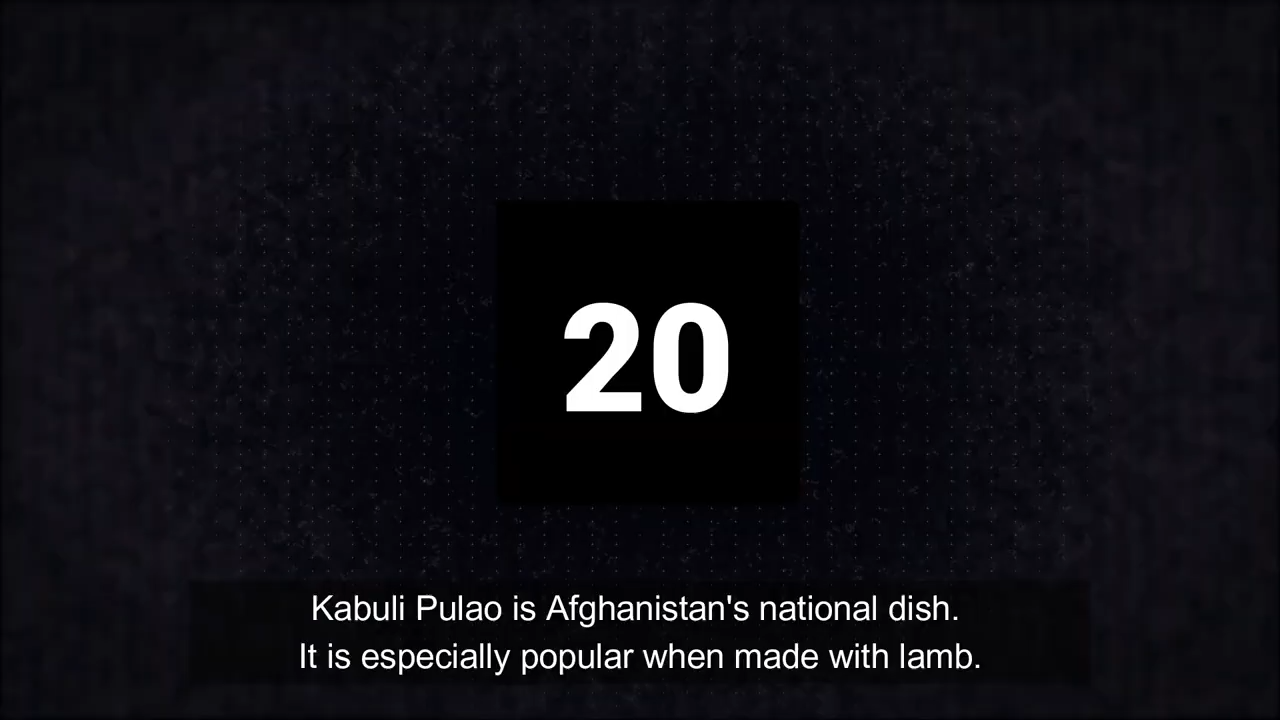 20
Kabuli Pulao is Afghanistan's national dish.
It is especially popular when made with lamb.